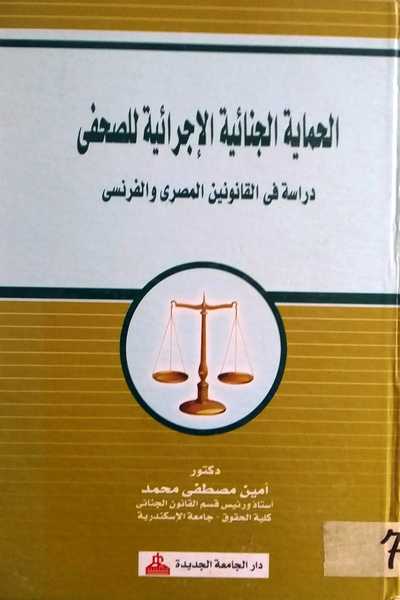 الحماية الجنائية الإجرائية للصحفى
دراسة فى القانونين المصرى والفرنسى
دكتور
أمين مصطفى محمد
أستاذ ورئيس قسم القانون الجنائى
كلية الحقوق - جامعة الإسكندرية
دار الجامعة الجديدة
7